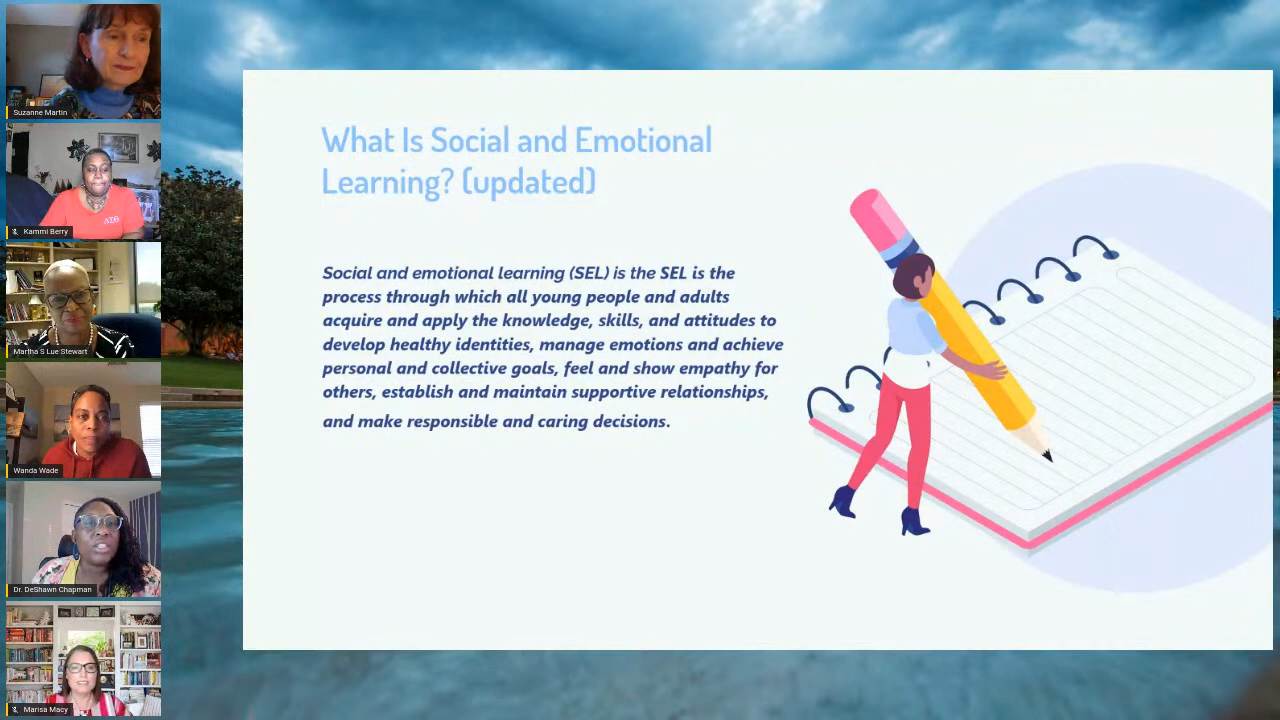 Suzanne Martin
ΔΣΘ
Kammi Berry
Martha S Lue Stewart
Wanda Wade
Dr. DeShawn Chapman
Marisa Macy
What Is Social and Emotional
Learning? (updated)
Social and emotional learning (SEL) is the SEL is the
process through which all young people and adults
acquire and apply the knowledge, skills, and attitudes to
develop healthy identities, manage emotions and achieve
personal and collective goals, feel and show empathy for
others, establish and maintain supportive relationships,
and make responsible and caring decisions.